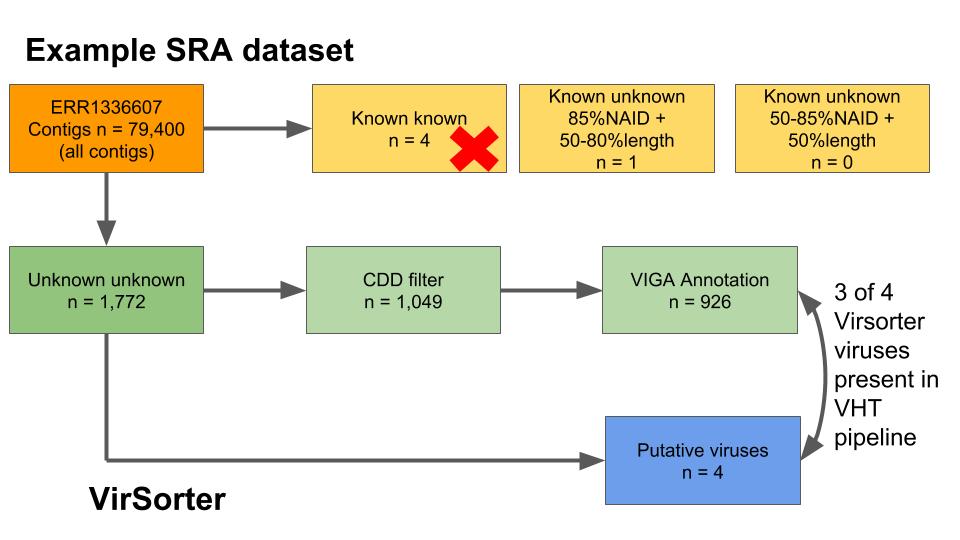 Example SRA dataset
ERR1336607
Contigs n = 79,400
(all contigs)
Known known
n = 4
Known unknown
85%NAID +
50-80%length
n = 1
Known unknown
50-85%NAID +
50%length
n = 0
Unknown unknown
n = 1,772
CDD filter
n = 1,049
VIGA Annotation
n = 926
3 of 4
Virsorter
viruses
present in
VHT
pipeline
Putative viruses
n = 4
VirSorter